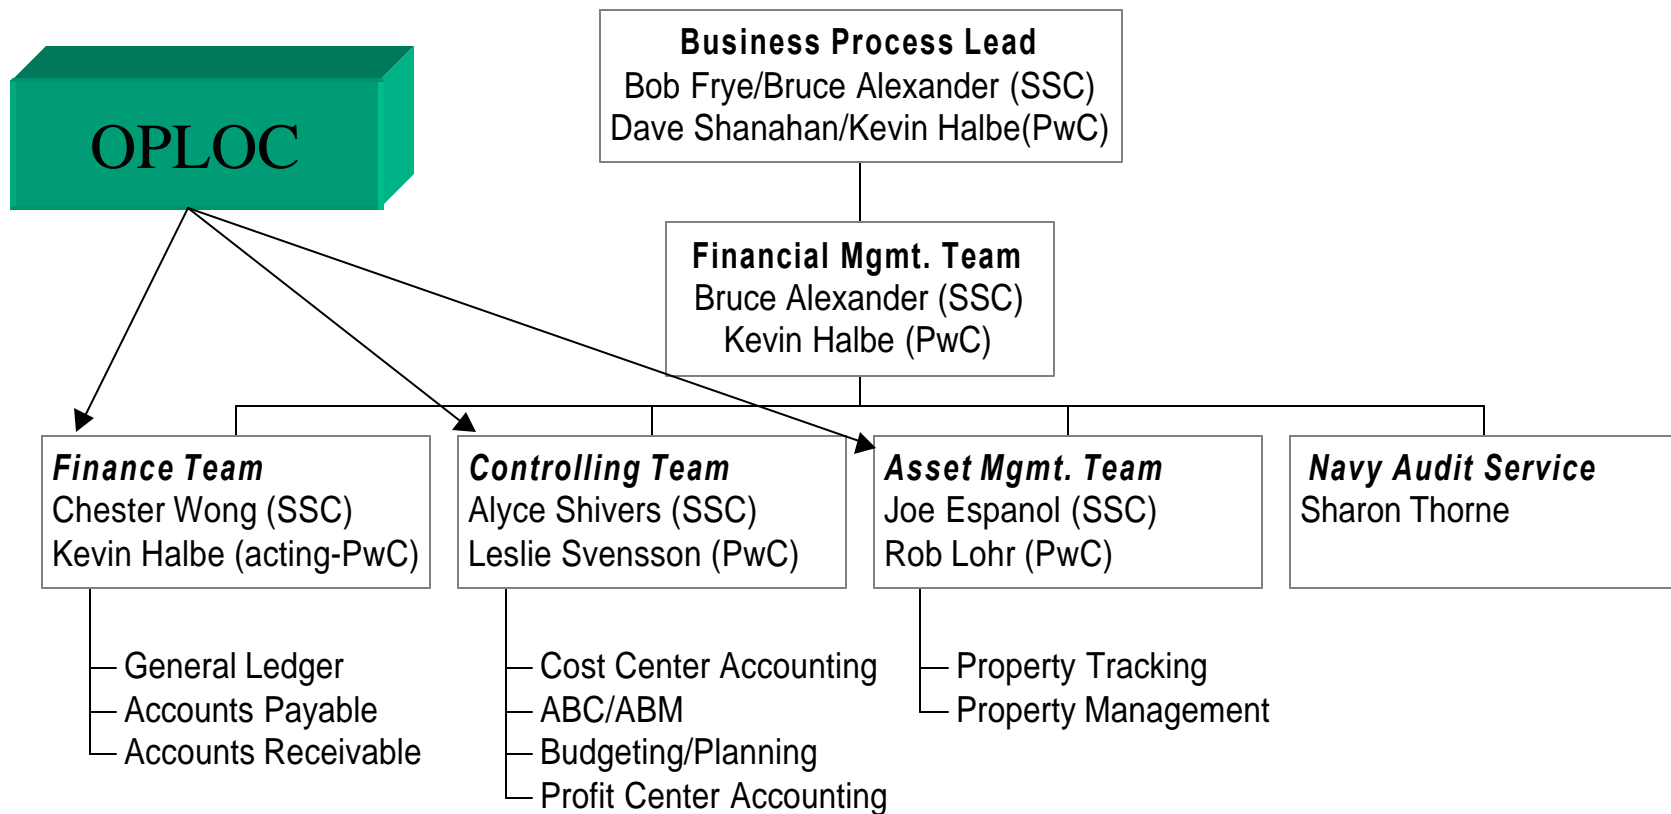 OPLOC
Business Process Lead
Bob Frye/Bruce Alexander (SSC)
Dave Shanahan/Kevin Halbe(PwC)
Financial Mgmt. Team
Bruce Alexander (SSC)
Kevin Halbe (PwC)
Finance Team
Chester Wong (SSC)
Kevin Halbe (acting-PwC)
General Ledger
Accounts Payable
Accounts Receivable
Controlling Team
Alyce Shivers (SSC)
Leslie Svensson (PwC)
Cost Center Accounting
ABC/ABM
Budgeting/Planning
Profit Center Accounting
Asset Mgmt. Team
Joe Espanol (SSC)
Rob Lohr (PwC)
Property Tracking
Property Management
Navy Audit Service
Sharon Thorne